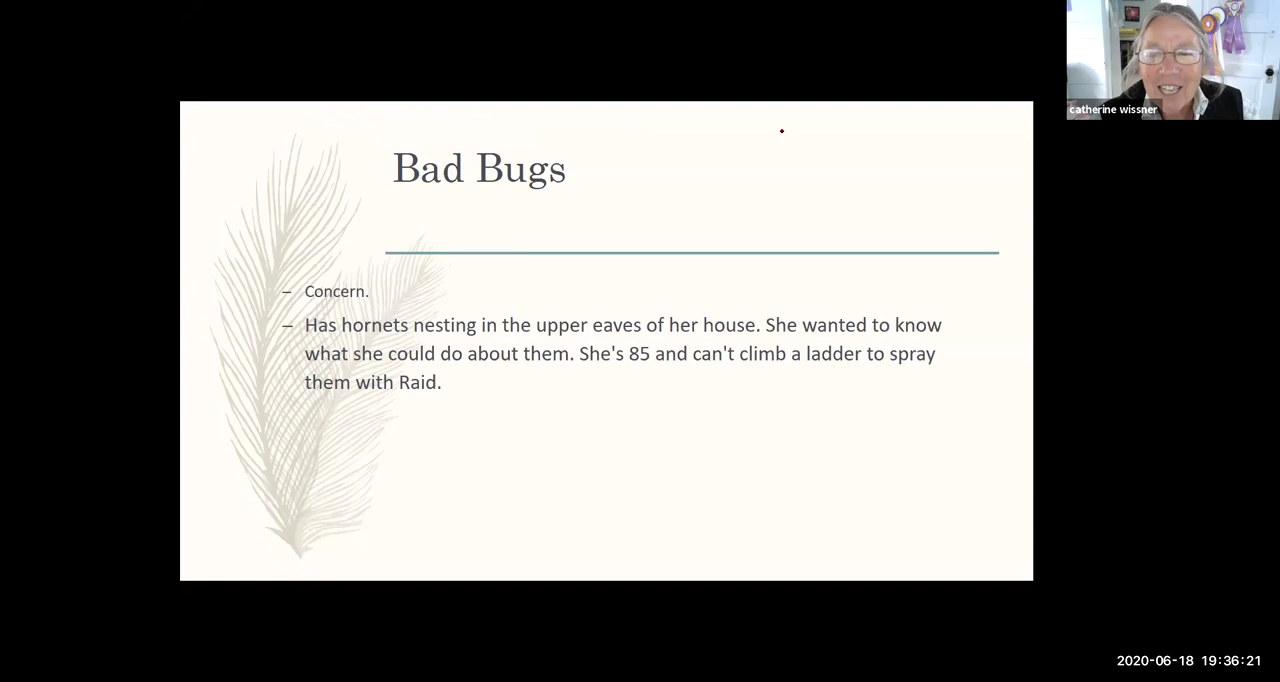 catherine wissner
Bad Bugs
– Concern.
– Has hornets nesting in the upper eaves of her house. She wanted to know
what she could do about them. She's 85 and can't climb a ladder to spray
them with Raid.
2020-06-18 19:36:21